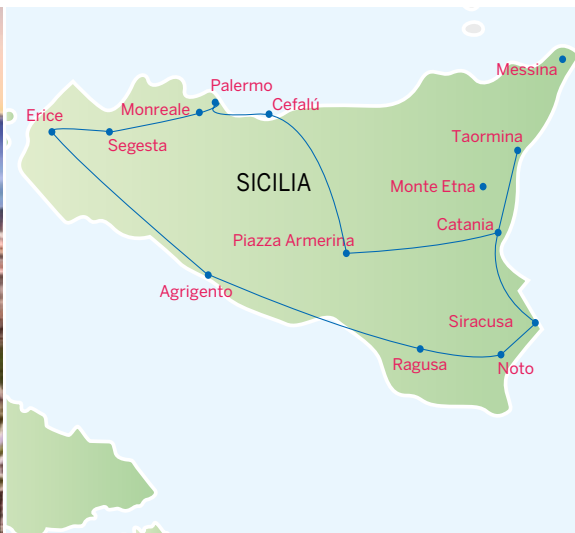 Messina
Palermo
Cefalú
Monreale
Erice
Taormina
Segesta
SICILIA
Monte Etna
Catania
Piazza Armerina
Agrigento
Siracusa
Ragusa
Noto